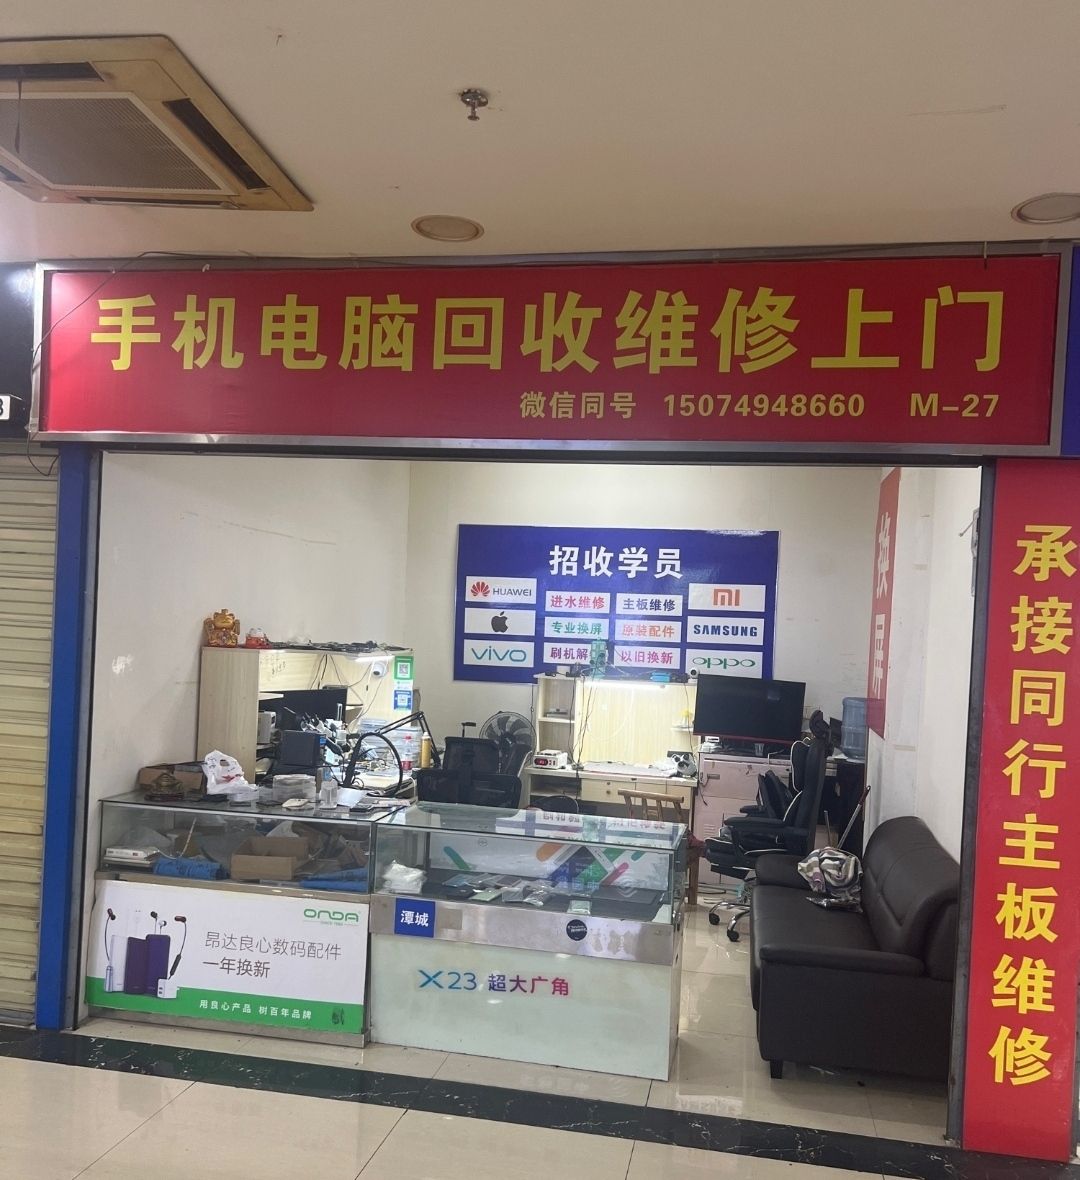 手机电脑回收维修上门
微信同号 15074948660 M-27
承接同行主板维修
换屏
招收学员
HUAWEI
进水维修 主板维修
MI
专业换屏 原装配件
SAMSUNG
vivo
以旧换新
oppo
ONDA
昂达良心数码配件
一年换新
用良心产品 树百年品牌
潭城
X23 超大广角